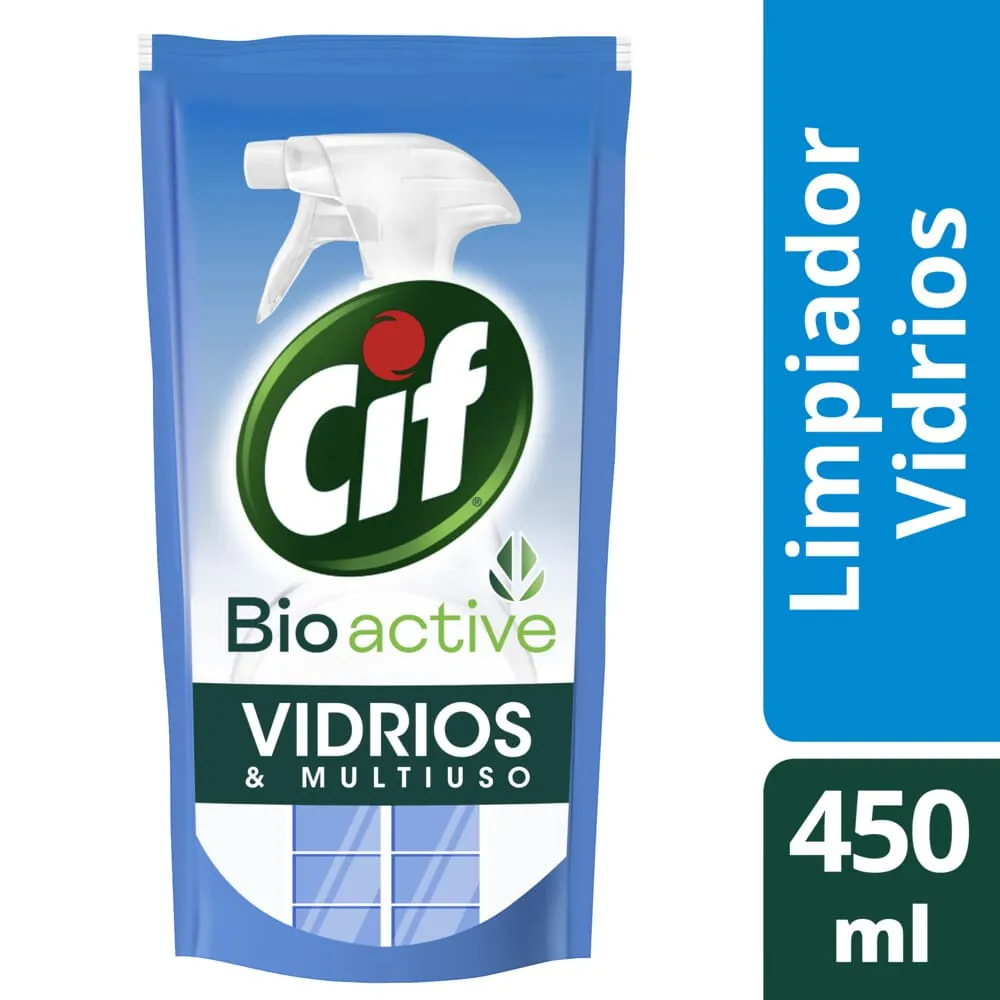 Cif
®
Bio active
VIDRIOS
& MULTIUSO
Limpiador
Vidrios
450
ml